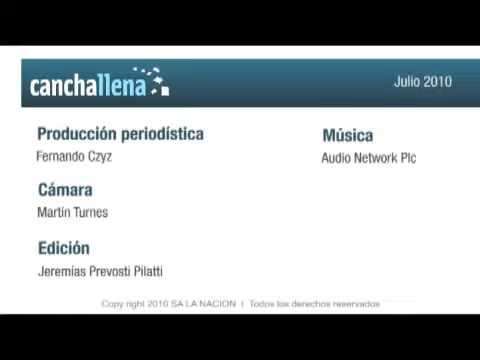 canchallena
Julio 2010
Producción periodística
Fernando Czyz
Cámara
Martín Turnes
Edición
Jeremías Prevosti Pilatti
Música
Audio Network Plc
Copy right 2010 SA LA NACION I Todos los derechos reservados